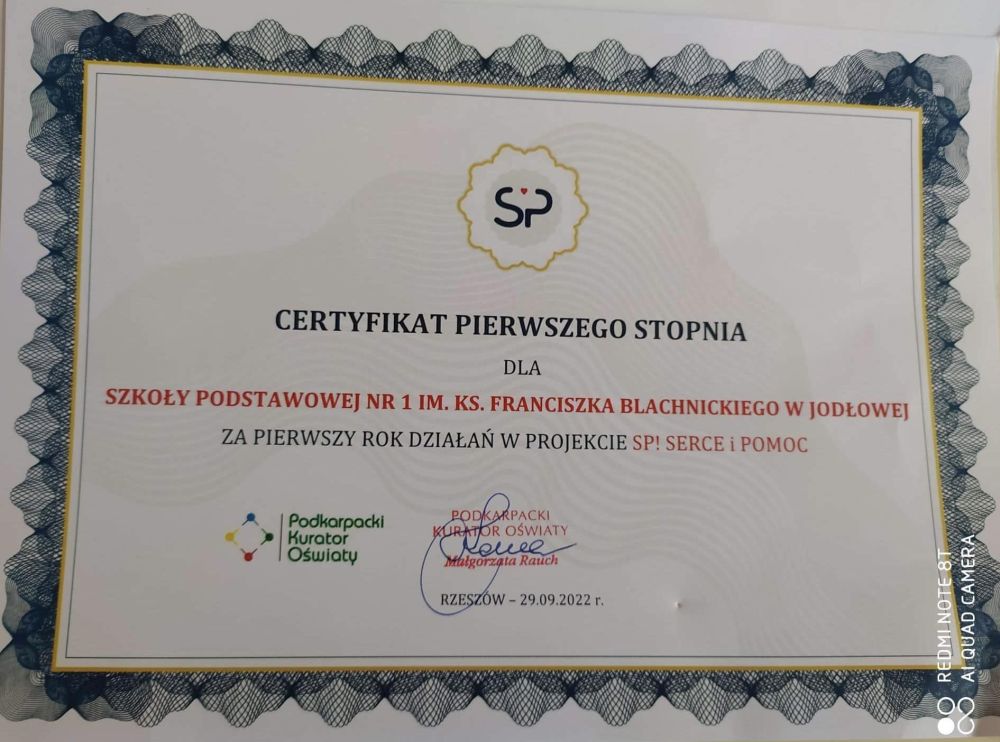 SP
CERTYFIKAT PIERWSZEGO STOPNIA
DLA
SZKOŁY PODSTAWOWEJ NR 1 IM. KS. FRANCISZKA BLACHNICKIEGO W JODŁOWEJ
ZA PIERWSZY ROK DZIAŁAŃ W PROJEKCIE SP! SERCE i POMOC
Podkarpacki
Kurator
Oświaty
PODKARPACKI
KURATOR OŚWIATY
Małgorzata Rauch
RZESZÓW – 29.09.2022 r.
REDMI NOTE 8T
AI QUAD CAMERA